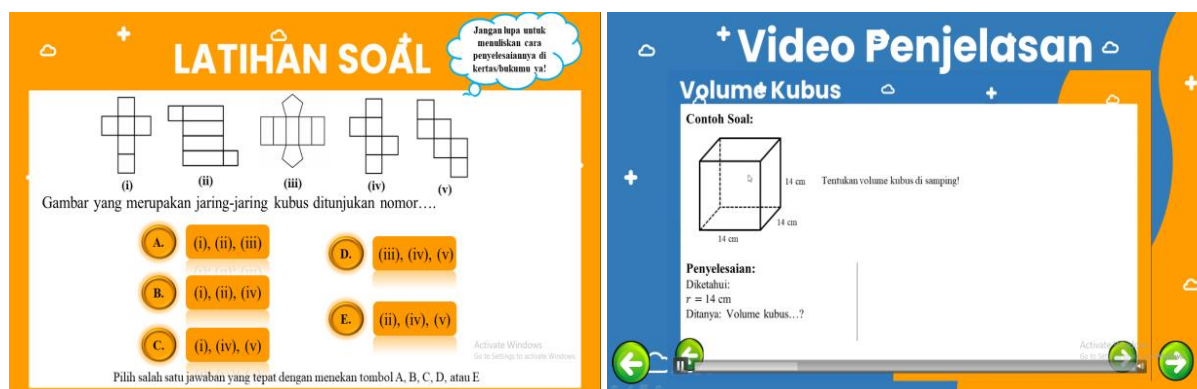 LATIHAN SOAL
Jangan lupa untuk
menuliskan cara
penyelesaiannya di
kertas/bukumu ya!
(i)
(ii)
(iii)
(iv)
(v)
Gambar yang merupakan jaring-jaring kubus ditunjukan nomor….
A.
(i), (ii), (iii)
B.
(i), (ii), (iv)
C.
(i), (iv), (v)
D.
(iii), (iv), (v)
E.
(ii), (iv), (v)
Activate Windows
Go to Settings to activate Windows.
Pilih salah satu jawaban yang tepat dengan menekan tombol A, B, C, D, atau E
Video Penjelasan
Volume Kubus
Contoh Soal:
14 cm
Tentukan volume kubus di samping!
14 cm
14 cm
Penyelesaian:
Diketahui:
r = 14 cm
Ditanya: Volume kubus…?